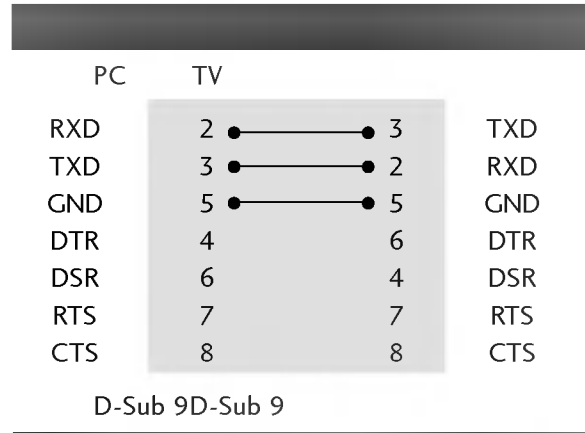 PC TV
RXD 2 3 TXD
TXD 3 2 RXD
GND 5 5 GND
DTR 4 6 DTR
DSR 6 4 DSR
RTS 7 7 RTS
CTS 8 8 CTS
D-Sub 9D-Sub 9